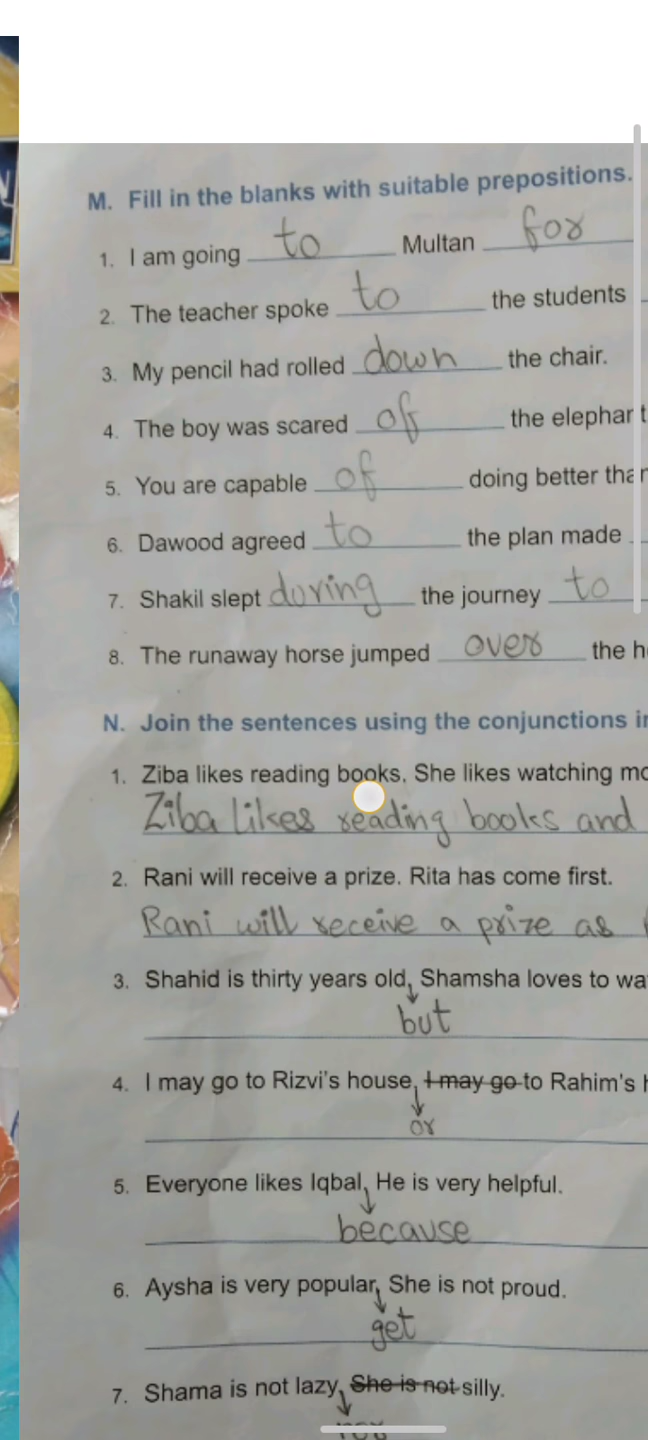 M. Fill in the blanks with suitable prepositions.
1. I am going to Multan for
2. The teacher spoke to the students
3. My pencil had rolled down the chair.
4. The boy was scared of the elephant
5. You are capable of doing better than
6. Dawood agreed to the plan made
7. Shakil slept during the journey to
8. The runaway horse jumped over the h
N. Join the sentences using the conjunctions in
1. Ziba likes reading books. She likes watching mo
Ziba likes reading books and
2. Rani will receive a prize. Rita has come first.
Rani will receive a prize as
3. Shahid is thirty years old, Shamsha loves to wa
but
4. I may go to Rizvi's house, I may go to Rahim's h
or
5. Everyone likes Iqbal, He is very helpful.
because
6. Aysha is very popular, She is not proud.
get
7. Shama is not lazy, She is not silly.